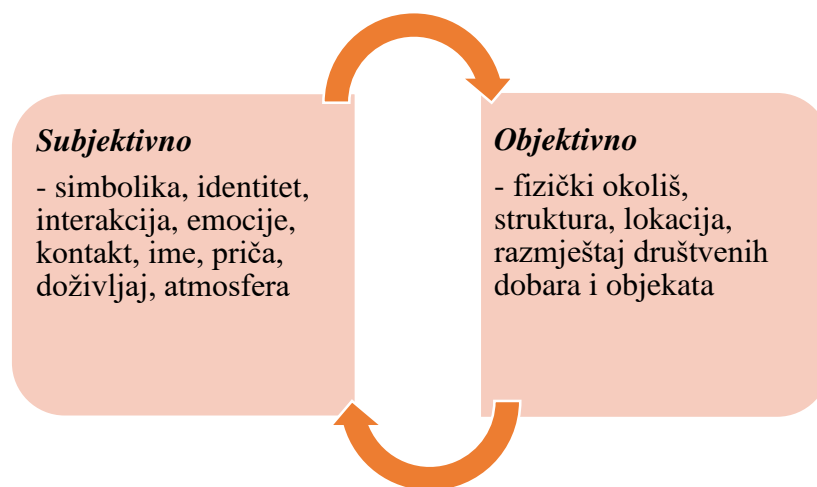 Subjektivno
- simbolika, identitet,
interakcija, emocije,
kontakt, ime, priča,
doživljaj, atmosfera
Objektivno
- fizički okoliš,
struktura, lokacija,
razmještaj društvenih
dobara i objekata